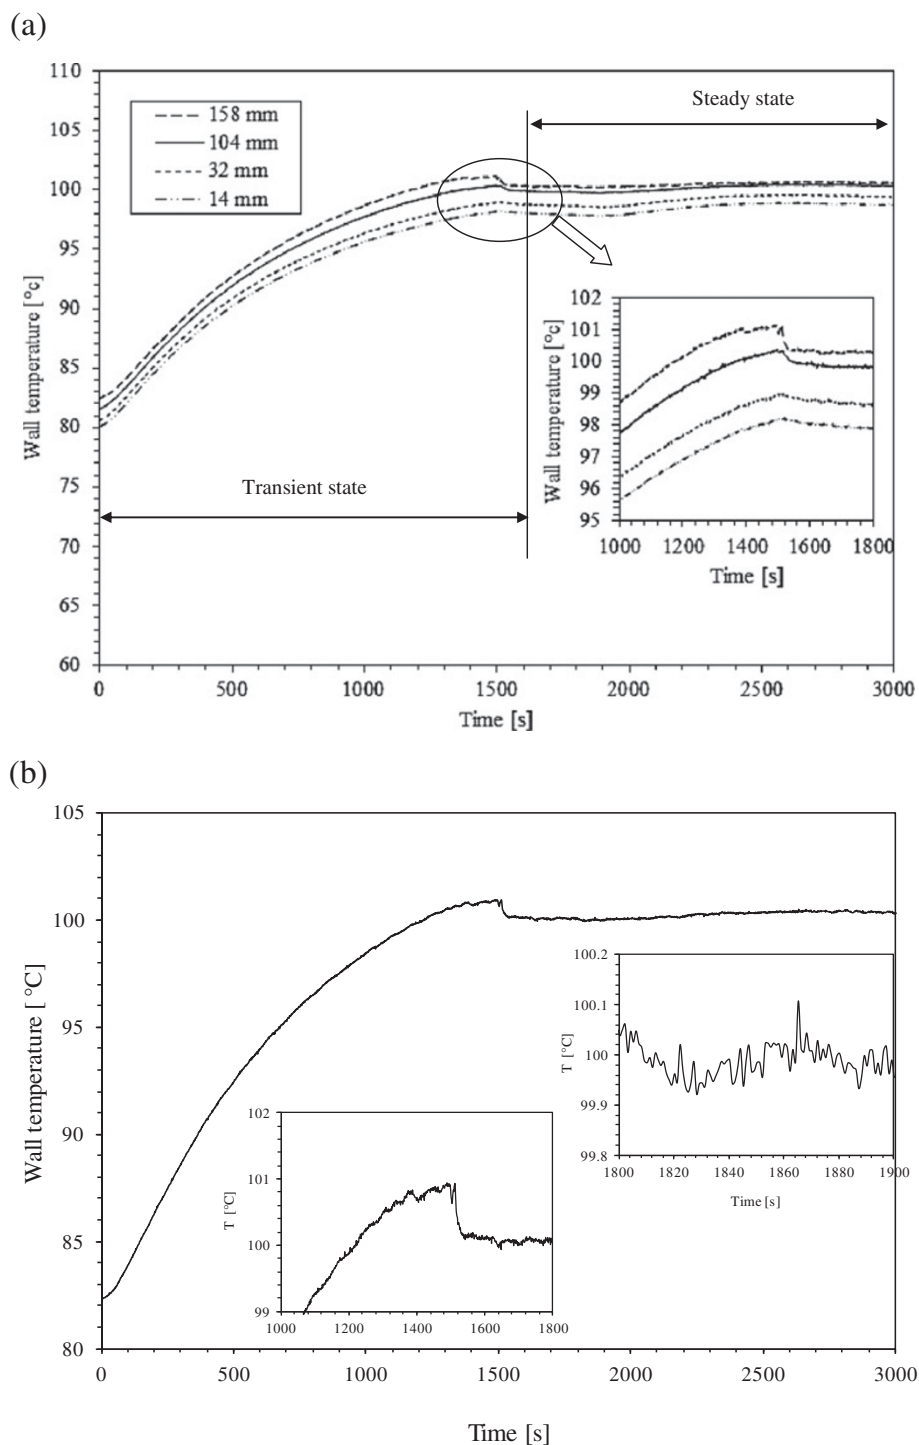 (a)
110
105
100
95
90
85
80
75
70
65
60
Wall temperature [°c]
158 mm
104 mm
32 mm
14 mm
Steady state
Transient state
102
101
100
99
98
97
96
95
Wall temperature [°c]
1000 1200 1400 1600 1800
Time [s]
0 500 1000 1500 2000 2500 3000
Time [s]
(b)
105
100
95
90
85
80
Wall temperature [ °C]
100.2
100.1
100
99.9
99.8
T [°C]
1800 1820 1840 1860 1880 1900
Time [s]
102
101
100
99
T [°C]
1000 1200 1400 1600 1800
0 500 1000 1500 2000 2500 3000
Time [s]